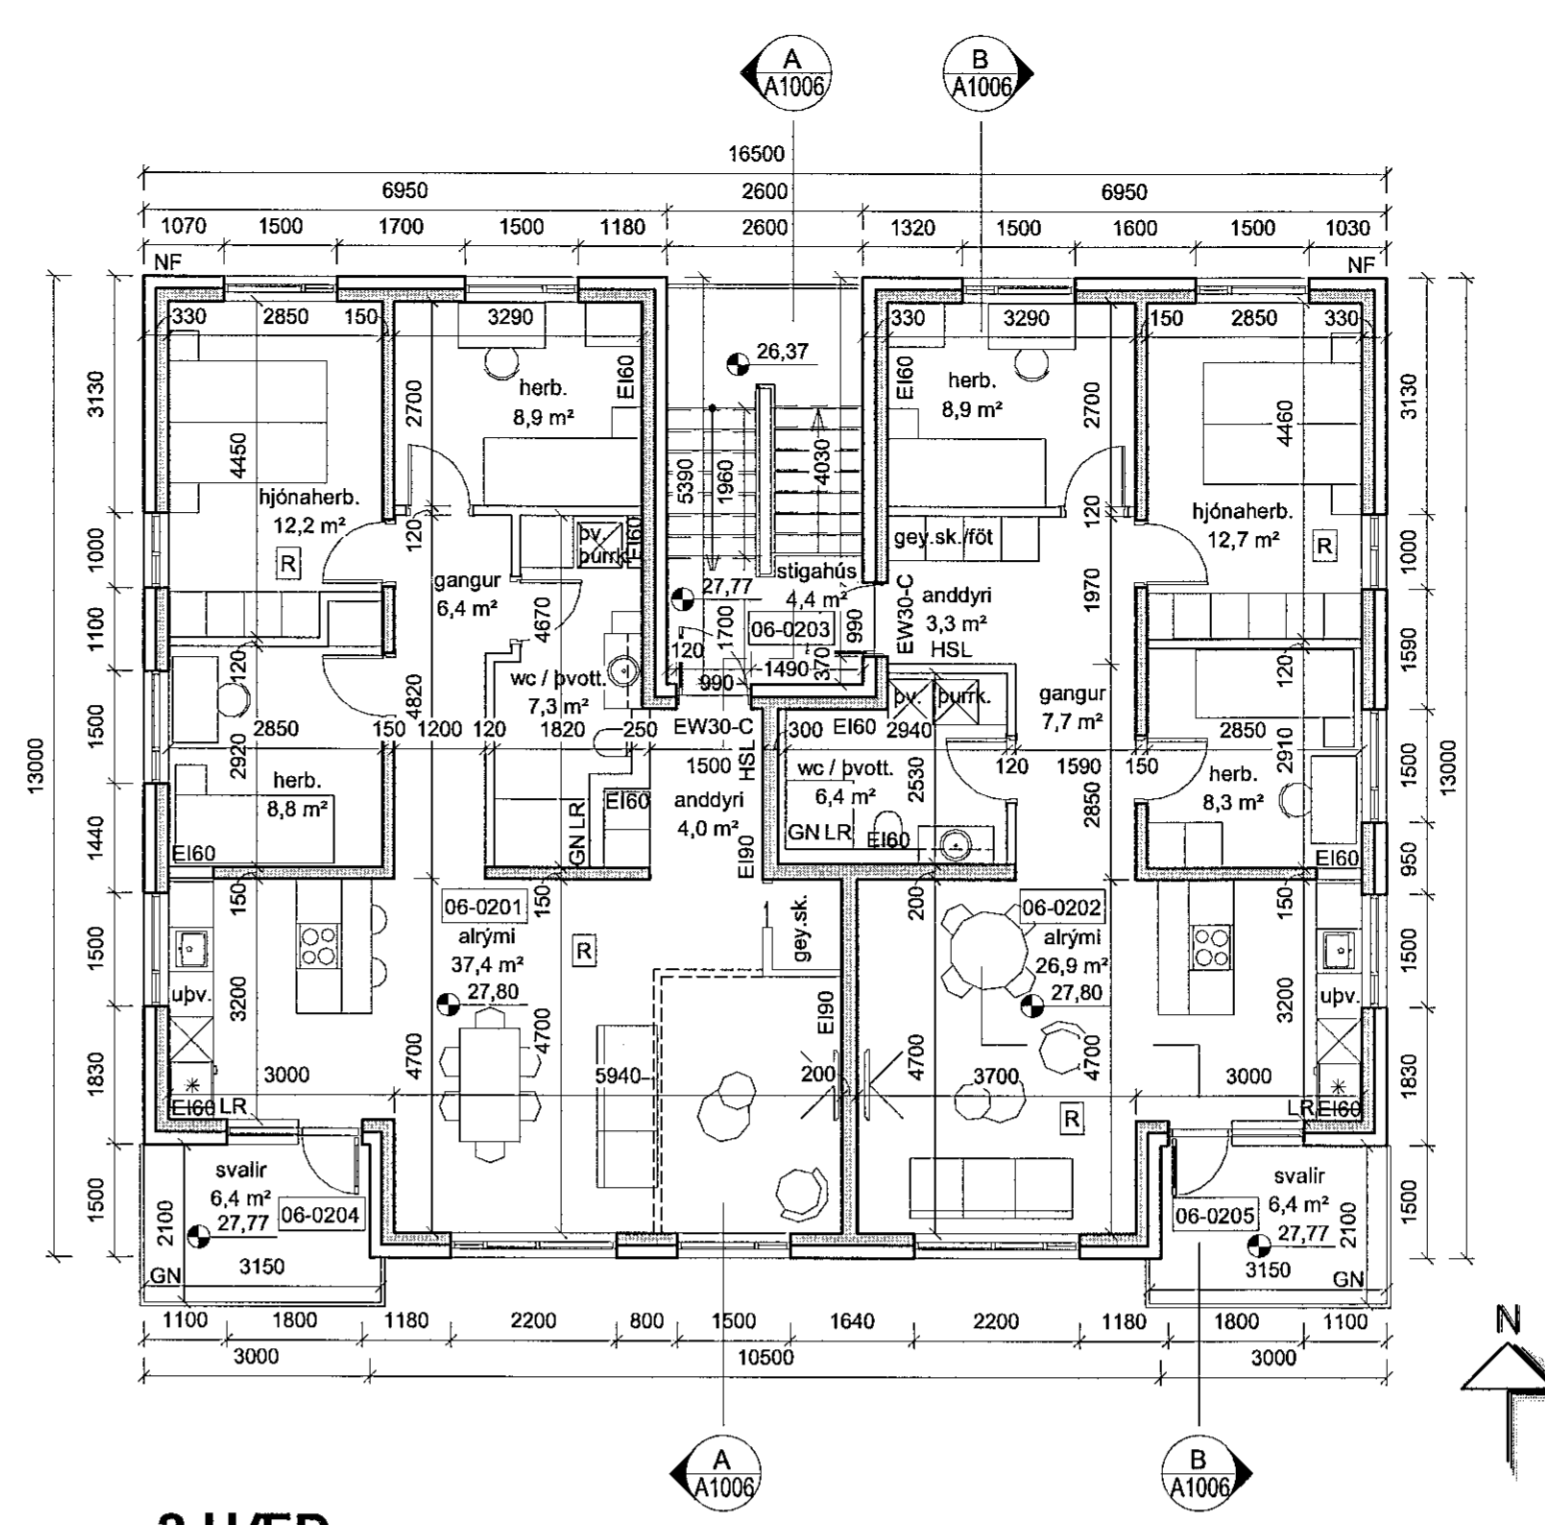 A
A1006
B
A1006
16500
6950 2600 6950
1070 1500 1700 1500 1180 2600 1320 1500 1600 1500 1030
NF NF
330 2850 150 3290 330 3290 150 2850 330
26,37
EI60
EI60
herb.
8,9 m²
herb.
8,9 m²
3130
2700
2700
3130
4450
5390
1960
4030
4460
hjónaherb.
12,2 m²
R
hjónaherb.
12,7 m²
R
þv.
þurrk.
EI60
gey.sk./föt
1000
120
120
1000
gangur
6,4 m²
stigahús
4,4 m²
27,77
06-0203
anddyri
3,3 m²
HSL
EW30-C
1970
1100
4670
1700
990
370
1590
120
120 1490
990
120
wc / þvott.
7,3 m²
þv. þurrk.
gangur
7,7 m²
13000
1500
4820
2850 150 1200 120 1820 250
EW30-C
300 EI60 2940
2850
2920
1500
HSL
120 1590 150
2910
1500
13000
herb.
8,8 m²
wc / þvott.
6,4 m²
2530
herb.
8,3 m²
anddyri
4,0 m²
EI60
GN LR
GN LR
EI60
2850
1440
EI60
EI90
EI60
950
150
150
200
150
06-0201
alrými
37,4 m²
27,80
R
gey.sk.
06-0202
alrými
26,9 m²
27,80
1500
uþv.
uþv.
1500
3200
EI90
3200
4700
4700
4700
4700
1830
3000 5940 200 3700 3000
1830
EI60 LR
R
LR EI60
svalir
6,4 m²
27,77
06-0204
svalir
6,4 m²
27,77
06-0205
1500
2100
2100
1500
3150
GN
3150
GN
1100 1800 1180 2200 800 1500 1640 2200 1180 1800 1100
3000 10500 3000
N
A
A1006
B
A1006